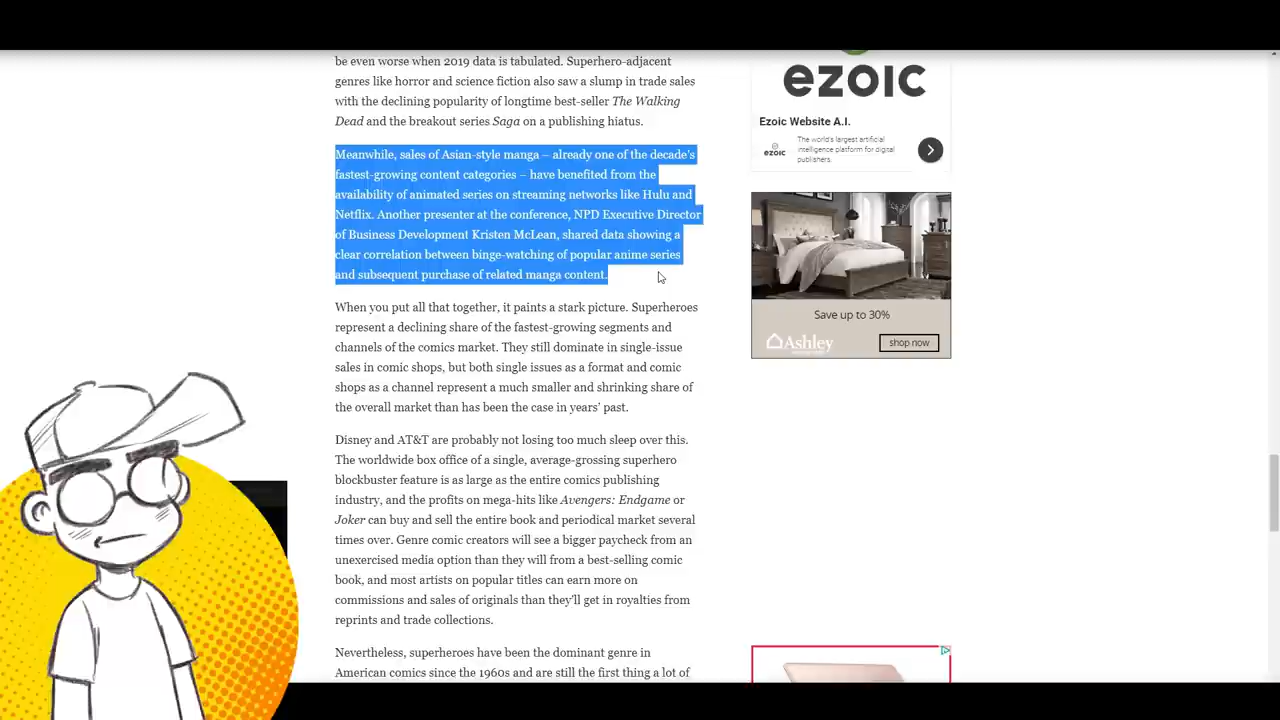 be even worse when 2019 data is tabulated. Superhero-adjacent
genres like horror and science fiction also saw a slump in trade sales
with the declining popularity of longtime best-seller The Walking
Dead and the breakout series Saga on a publishing hiatus.
Meanwhile, sales of Asian-style manga – already one of the decade's
fastest-growing content categories – have benefited from the
availability of animated series on streaming networks like Hulu and
Netflix. Another presenter at the conference, NPD Executive Director
of Business Development Kristen McLean, shared data showing a
clear correlation between binge-watching of popular anime series
and subsequent purchase of related manga content.
When you put all that together, it paints a stark picture. Superheroes
represent a declining share of the fastest-growing segments and
channels of the comics market. They still dominate in single-issue
sales in comic shops, but both single issues as a format and comic
shops as a channel represent a much smaller and shrinking share of
the overall market than has been the case in years' past.
Disney and AT&T are probably not losing too much sleep over this.
The worldwide box office of a single, average-grossing superhero
blockbuster feature is as large as the entire comics publishing
industry, and the profits on mega-hits like Avengers: Endgame or
Joker can buy and sell the entire book and periodical market several
times over. Genre comic creators will see a bigger paycheck from an
unexercised media option than they will from a best-selling comic
book, and most artists on popular titles can earn more on
commissions and sales of originals than they'll get in royalties from
reprints and trade collections.
Nevertheless, superheroes have been the dominant genre in
American comics since the 1960s and are still the first thing a lot of
ezoic
Ezoic Website A.I.
ezoic
The world's largest artificial
intelligence platform for digital
publishers.
Save up to 30%
Ashley
shop now